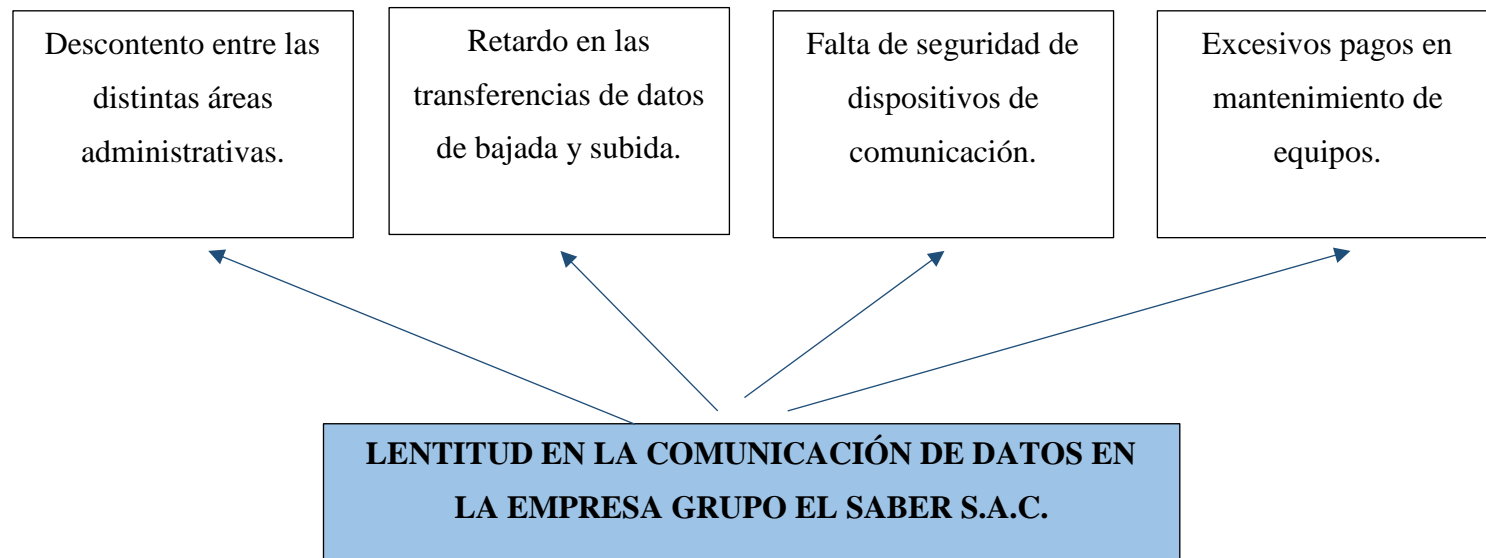 Descontento entre las
distintas áreas
administrativas.
Retardo en las
transferencias de datos
de bajada y subida.
Falta de seguridad de
dispositivos de
comunicación.
Excesivos pagos en
mantenimiento de
equipos.
LENTITUD EN LA COMUNICACIÓN DE DATOS EN
LA EMPRESA GRUPO EL SABER S.A.C.